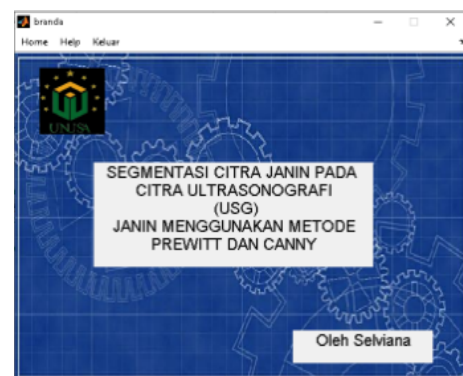 branda
Home Help Keluar
UNUSA
SEGMENTASI CITRA JANIN PADA
CITRA ULTRASONOGRAFI
(USG)
JANIN MENGGUNAKAN METODE
PREWITT DAN CANNY
Oleh Selviana